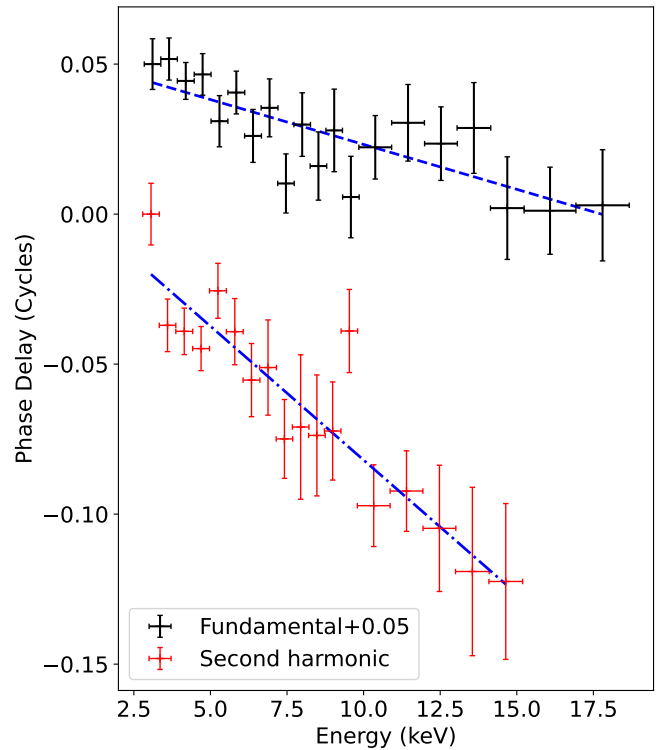 Phase Delay (Cycles)
0.05
0.00
−0.05
−0.10
−0.15
Fundamental+0.05
Second harmonic
2.5 5.0 7.5 10.0 12.5 15.0 17.5
Energy (keV)